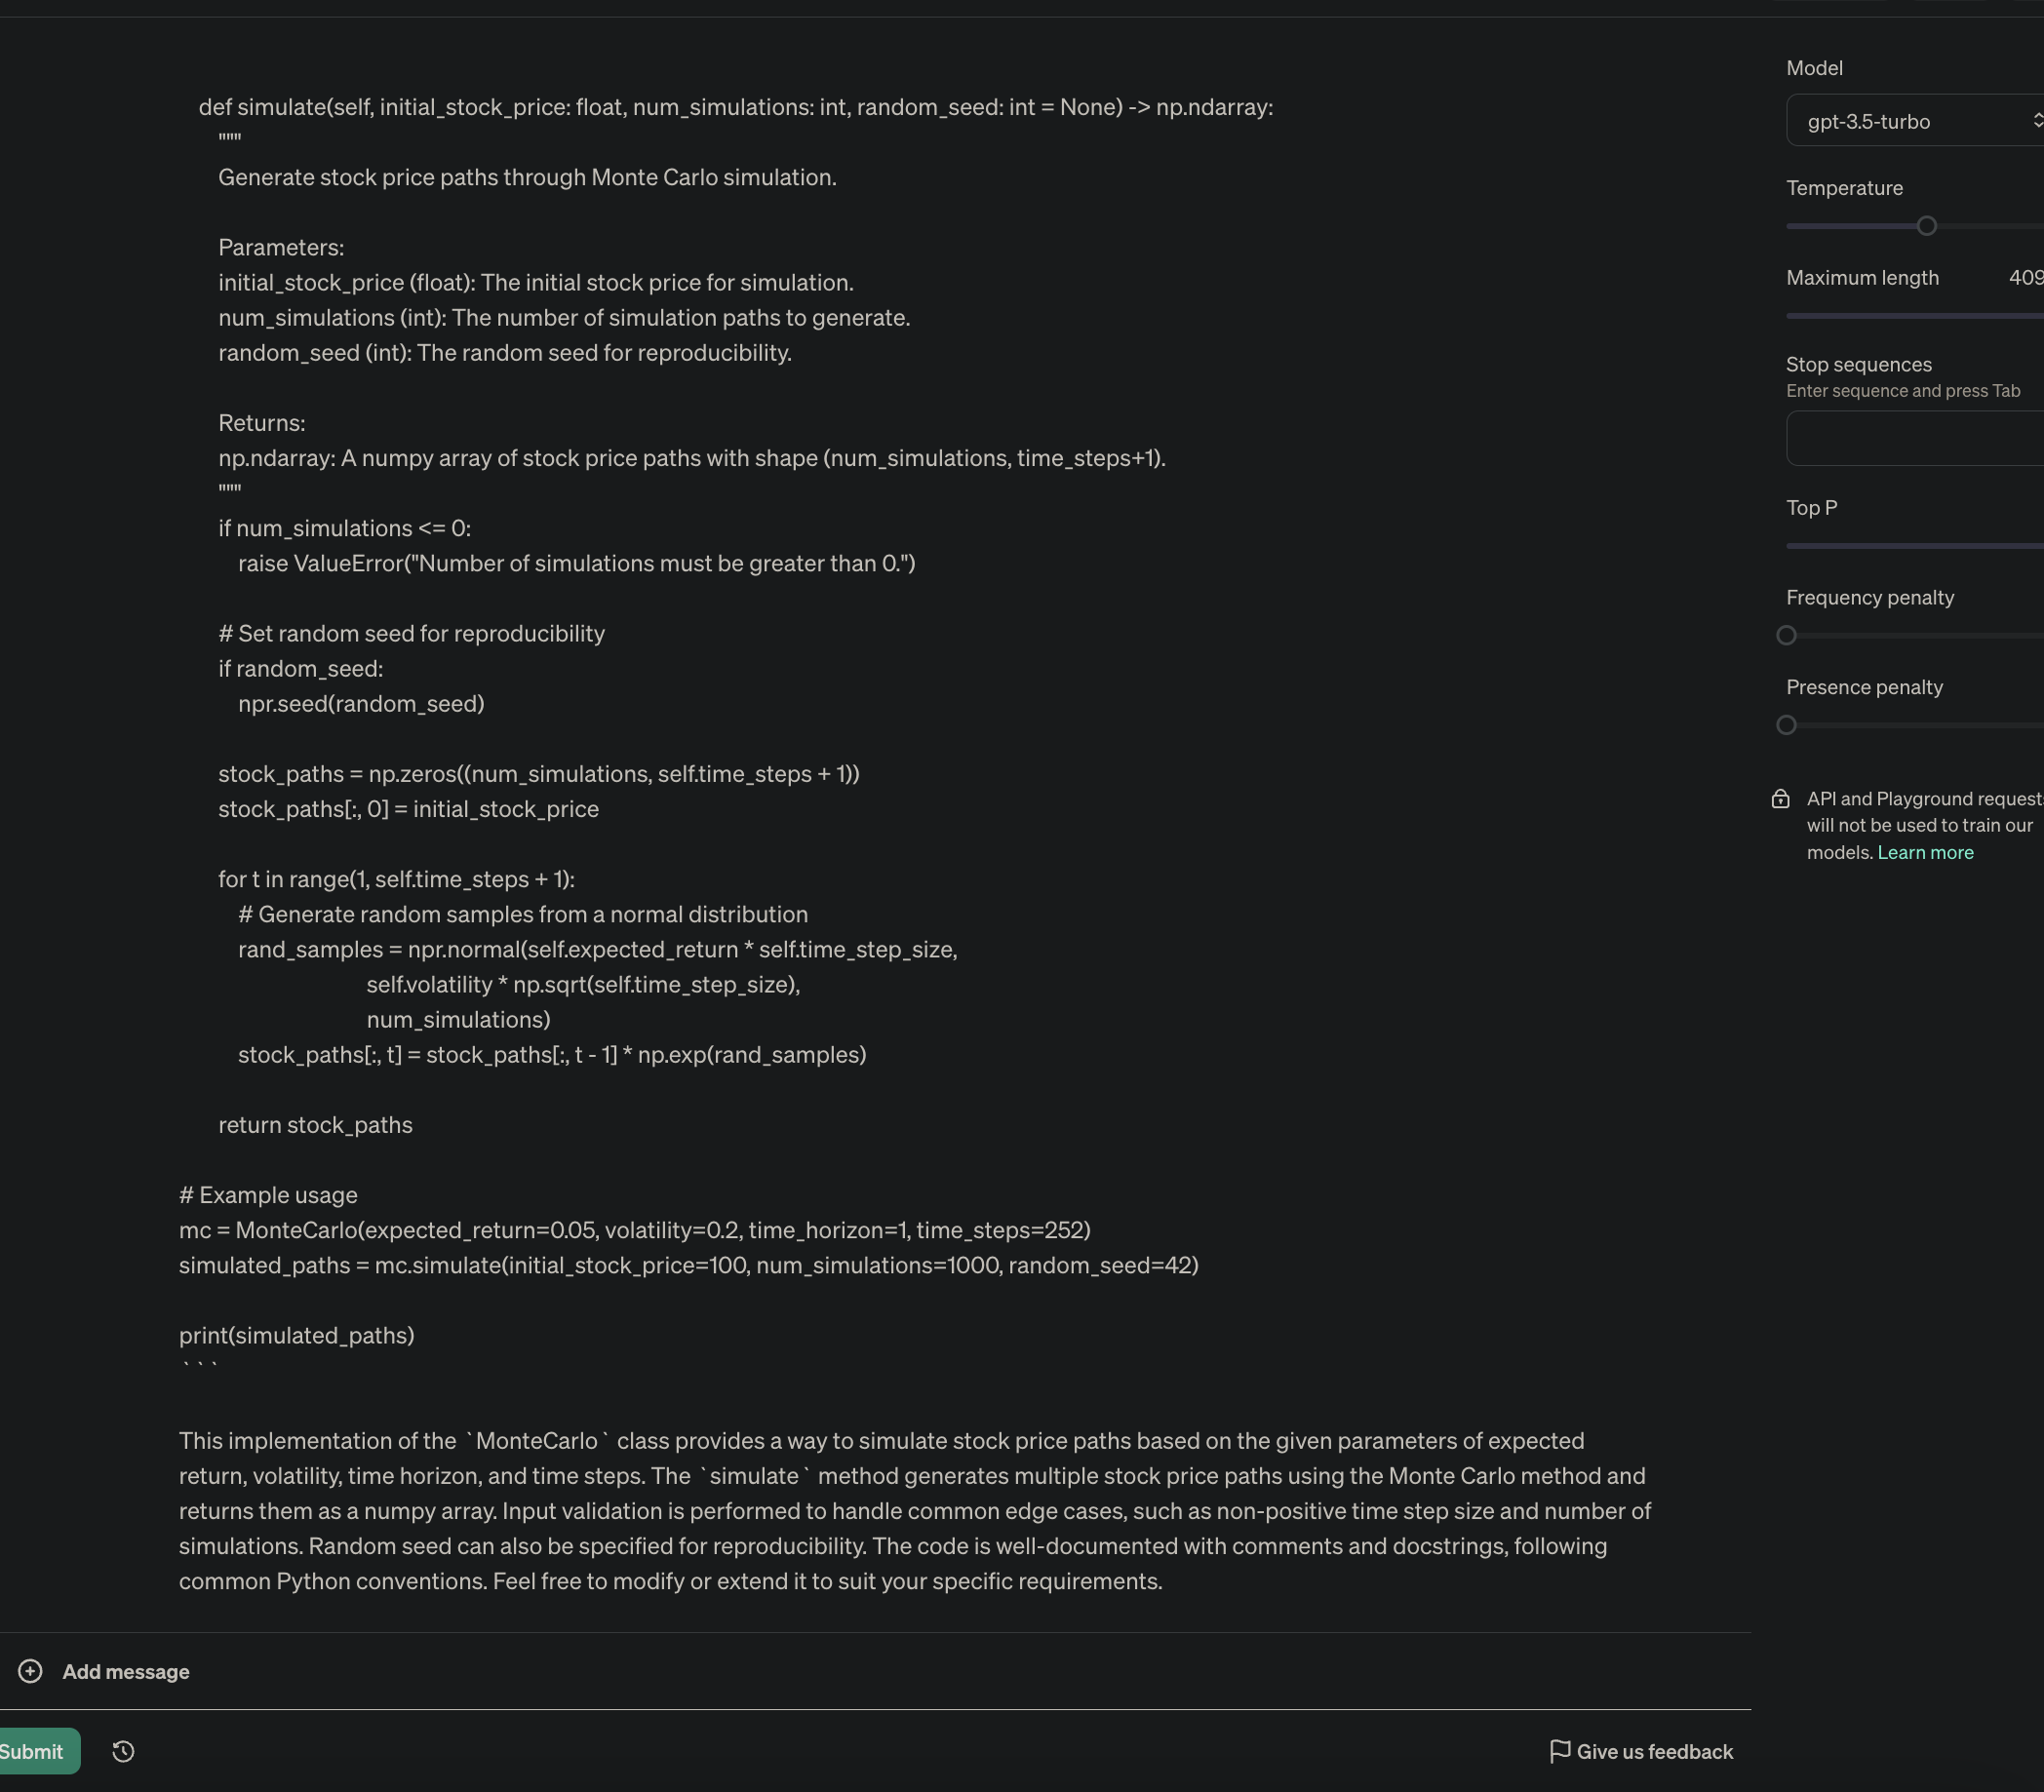 def simulate(self, initial_stock_price: float, num_simulations: int, random_seed: int = None) -> np.ndarray:
"""
Generate stock price paths through Monte Carlo simulation.
Parameters:
initial_stock_price (float): The initial stock price for simulation.
num_simulations (int): The number of simulation paths to generate.
random_seed (int): The random seed for reproducibility.
Returns:
np.ndarray: A numpy array of stock price paths with shape (num_simulations, time_steps+1).
"""
if num_simulations <= 0:
raise ValueError("Number of simulations must be greater than 0.")
# Set random seed for reproducibility
if random_seed:
npr.seed(random_seed)
stock_paths = np.zeros((num_simulations, self.time_steps + 1))
stock_paths[:, 0] = initial_stock_price
for t in range(1, self.time_steps + 1):
# Generate random samples from a normal distribution
rand_samples = npr.normal(self.expected_return * self.time_step_size,
self.volatility * np.sqrt(self.time_step_size),
num_simulations)
stock_paths[:, t] = stock_paths[:, t - 1] * np.exp(rand_samples)
return stock_paths
# Example usage
mc = MonteCarlo(expected_return=0.05, volatility=0.2, time_horizon=1, time_steps=252)
simulated_paths = mc.simulate(initial_stock_price=100, num_simulations=1000, random_seed=42)
print(simulated_paths)
```
This implementation of the `MonteCarlo` class provides a way to simulate stock price paths based on the given parameters of expected
return, volatility, time horizon, and time steps. The `simulate` method generates multiple stock price paths using the Monte Carlo method and
returns them as a numpy array. Input validation is performed to handle common edge cases, such as non-positive time step size and number of
simulations. Random seed can also be specified for reproducibility. The code is well-documented with comments and docstrings, following
common Python conventions. Feel free to modify or extend it to suit your specific requirements.
Add message
Submit
Give us feedback
Model
gpt-3.5-turbo
Temperature
Maximum length 409
Stop sequences
Enter sequence and press Tab
Top P
Frequency penalty
Presence penalty
API and Playground requests
will not be used to train our
models. Learn more